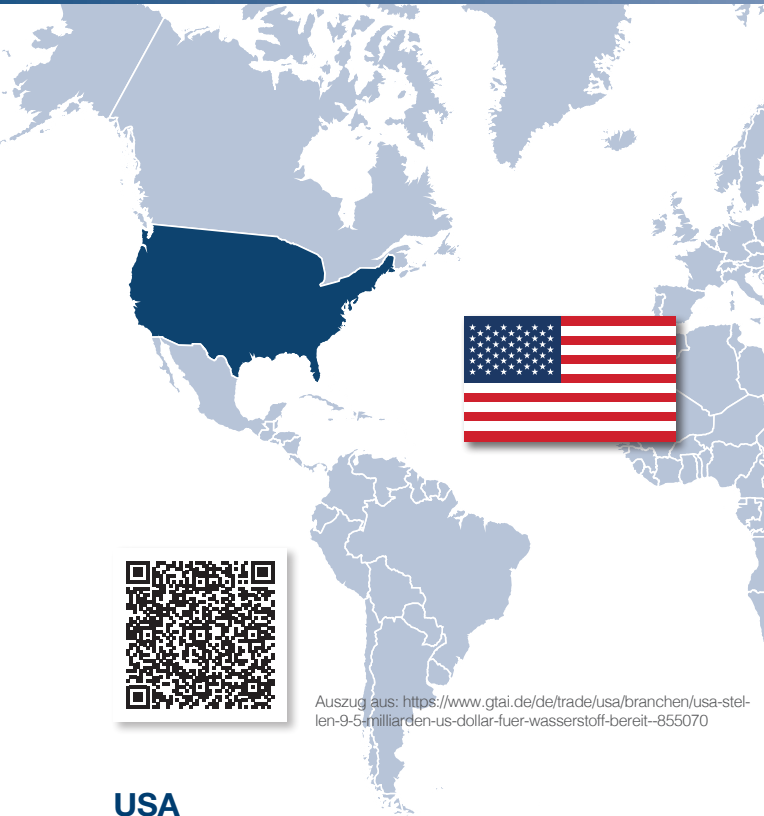 Auszug aus: https://www.gtai.de/de/trade/usa/branchen/usa-stel-
len-9-5-milliarden-us-dollar-fuer-wasserstoff-bereit--855070
USA